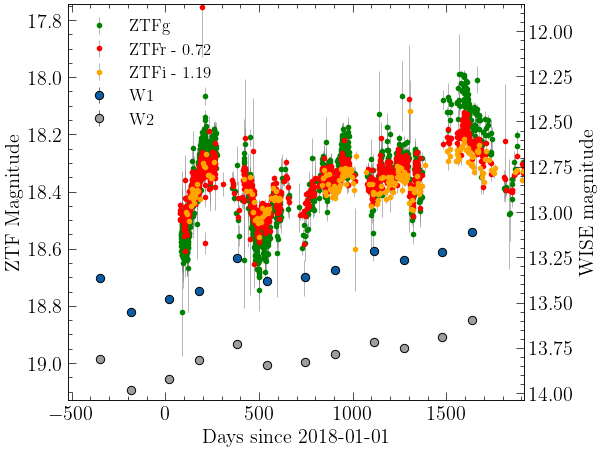 ZTFg
ZTFr - 0.72
ZTFi - 1.19
W1
W2
17.8
18.0
18.2
18.4
18.6
18.8
19.0
ZTF Magnitude
12.00
12.25
12.50
12.75
13.00
13.25
13.50
13.75
14.00
WISE magnitude
−500
0
500
1000
1500
Days since 2018-01-01